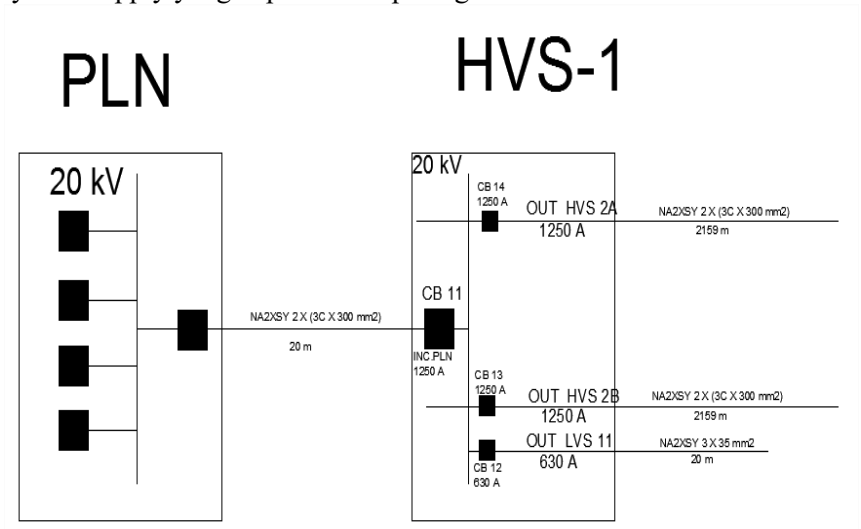 PLN
HVS-1
20 kV
20 kV
CB 14
1250 A
OUT HVS 2A
1250 A
NA2XSY 2 X (3C X 300 mm2)
2159 m
CB 11
NA2XSY 2 X (3C X 300 mm2)
20 m
INC.PLN
1250 A
CB 13
1250 A
OUT HVS 2B
1250 A
NA2XSY 2 X (3C X 300 mm2)
2159 m
OUT LVS 11
630 A
NA2XSY 3 X 35 mm2
20 m
CB 12
630 A